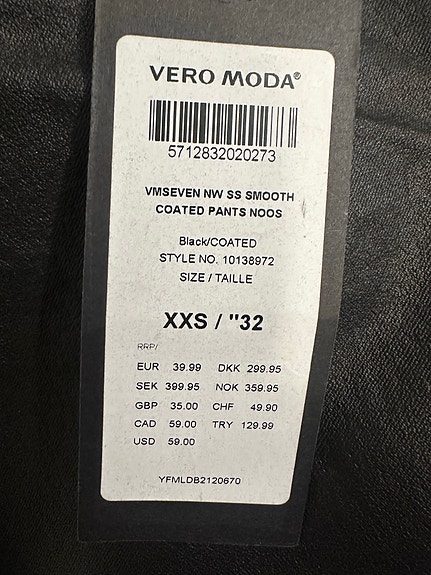 VERO MODA®
5712832020273
VMSEVEN NW SS SMOOTH
COATED PANTS NOOS
Black/COATED
STYLE NO. 10138972
SIZE / TAILLE
XXS / "32
RRP/
EUR 39.99 DKK 299.95
SEK 399.95 NOK 359.95
GBP 35.00 CHF 49.90
CAD 59.00 TRY 129.99
USD 59.00
YFMLDB2120670